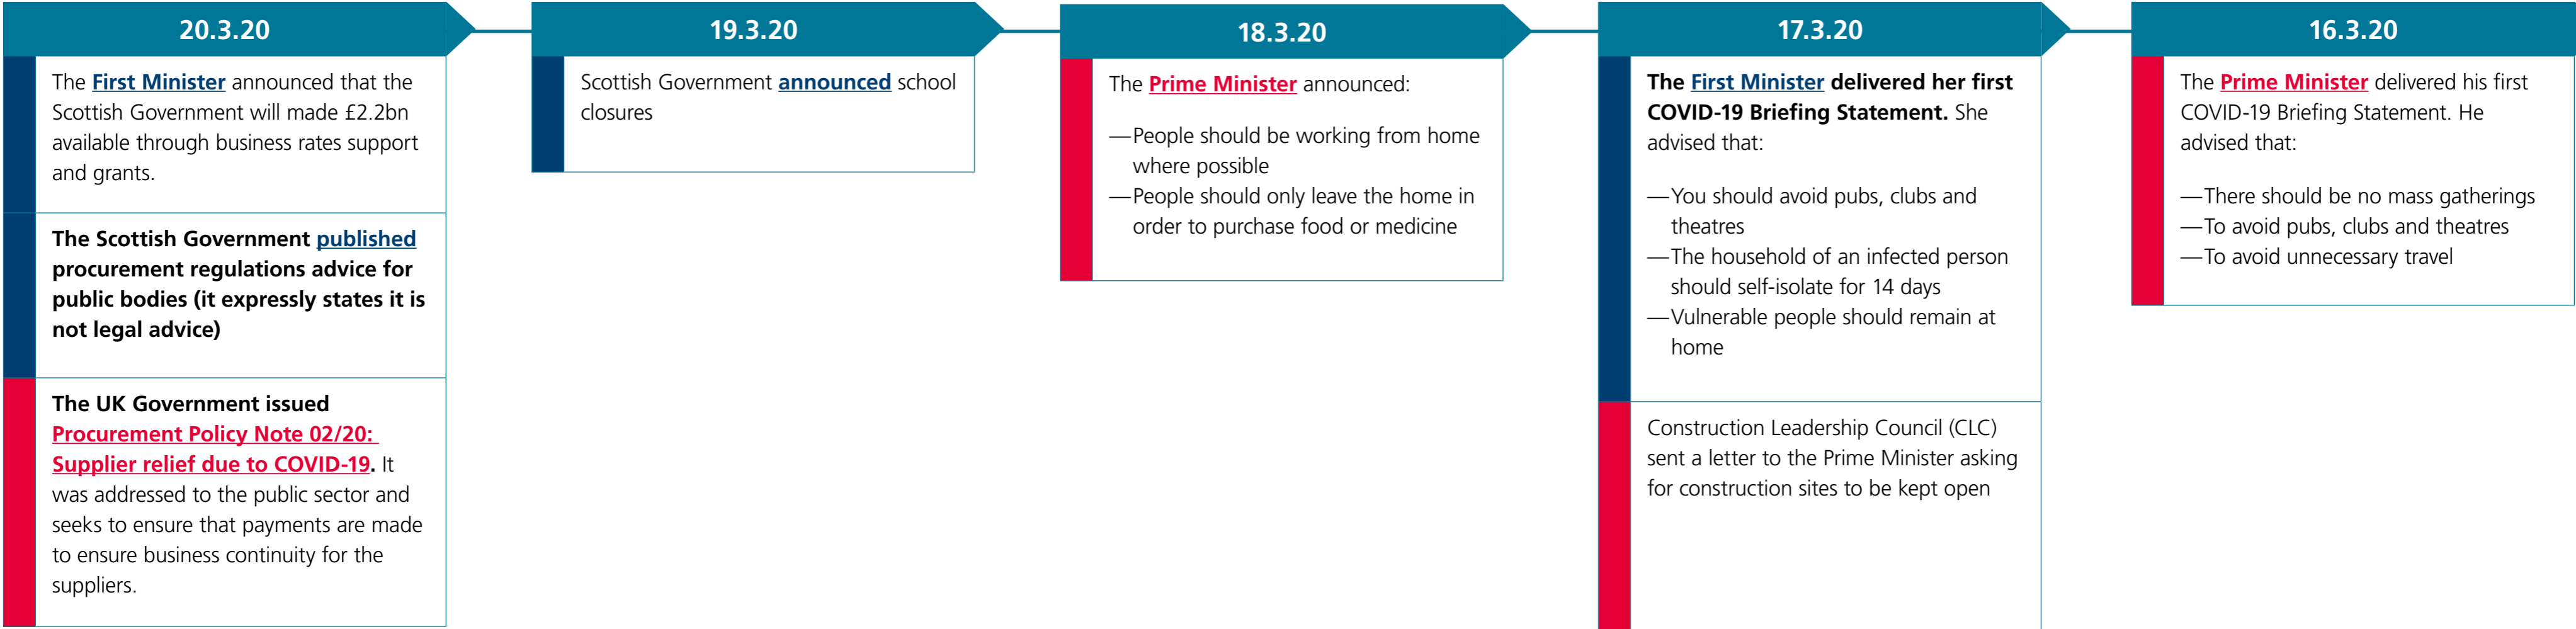 20.3.20
The First Minister announced that the
Scottish Government will made £2.2bn
available through business rates support
and grants.
The Scottish Government published
procurement regulations advice for
public bodies (it expressly states it is
not legal advice)
The UK Government issued
Procurement Policy Note 02/20:
Supplier relief due to COVID-19. It
was addressed to the public sector and
seeks to ensure that payments are made
to ensure business continuity for the
suppliers.
19.3.20
Scottish Government announced school
closures
18.3.20
The Prime Minister announced:
—People should be working from home
where possible
—People should only leave the home in
order to purchase food or medicine
17.3.20
The First Minister delivered her first
COVID-19 Briefing Statement. She
advised that:
—You should avoid pubs, clubs and
theatres
—The household of an infected person
should self-isolate for 14 days
—Vulnerable people should remain at
home
Construction Leadership Council (CLC)
sent a letter to the Prime Minister asking
for construction sites to be kept open
16.3.20
The Prime Minister delivered his first
COVID-19 Briefing Statement. He
advised that:
—There should be no mass gatherings
—To avoid pubs, clubs and theatres
—To avoid unnecessary travel